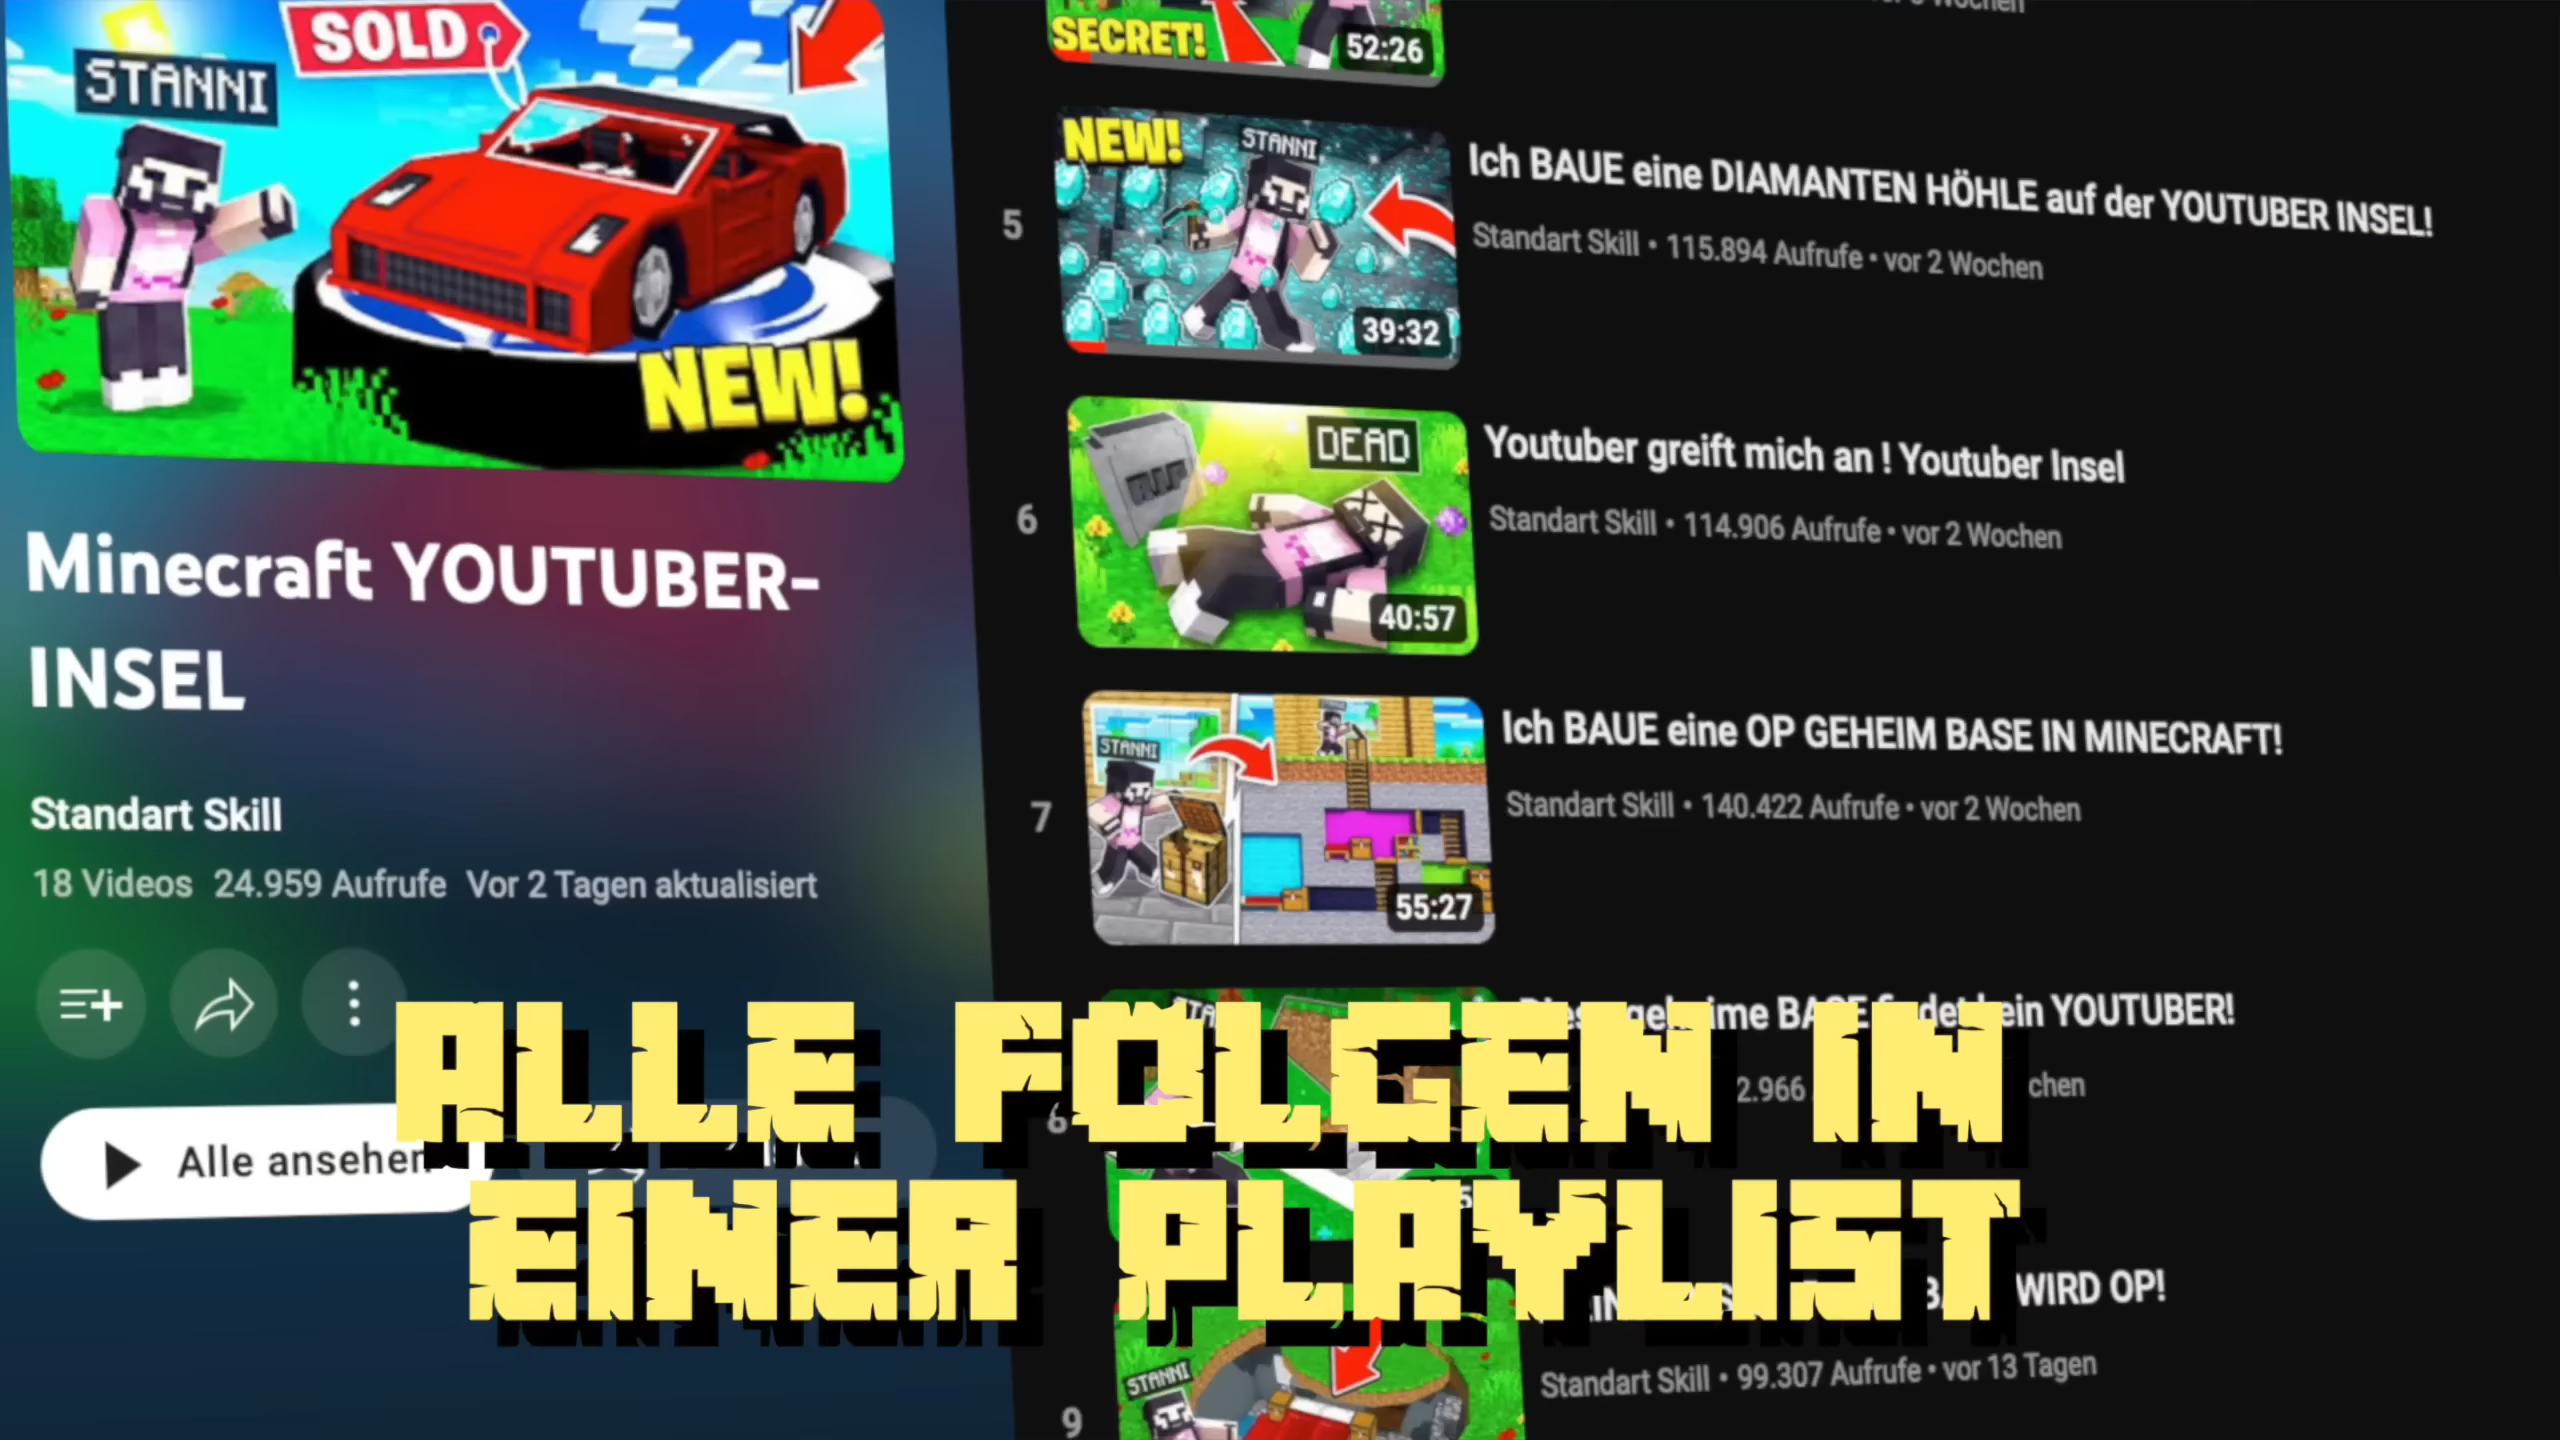 SOLD
STANNI
NEW!
Minecraft YOUTUBER-
INSEL
Standart Skill
18 Videos 24.959 Aufrufe Vor 2 Tagen aktualisiert
Alle ansehen
SECRET!
52:26
Wochen
5
NEW!
STANNI
39:32
Ich BAUE eine DIAMANTEN HÖHLE auf der YOUTUBER INSEL!
Standart Skill • 115.894 Aufrufe • vor 2 Wochen
6
RIP
DEAD
40:57
Youtuber greift mich an ! Youtuber Insel
Standart Skill • 114.906 Aufrufe • vor 2 Wochen
7
STANNI
55:27
Ich BAUE eine OP GEHEIM BASE IN MINECRAFT!
Standart Skill • 140.422 Aufrufe • vor 2 Wochen
YOUTUBER!
ALLE FOLGEN IN
EINER PLAYLIST
WIRD OP!
Standart Skill • 99.307 Aufrufe • vor 13 Tagen
9
STANNI